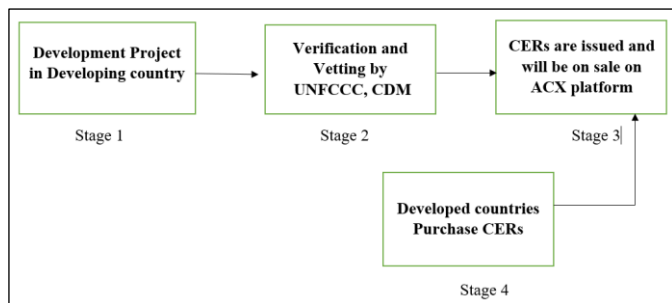 Development Project
in Developing country
Stage 1
Verification and
Vetting by
UNFCCC, CDM
Stage 2
CERs are issued and
will be on sale on
ACX platform
Stage 3
Developed countries
Purchase CERs
Stage 4